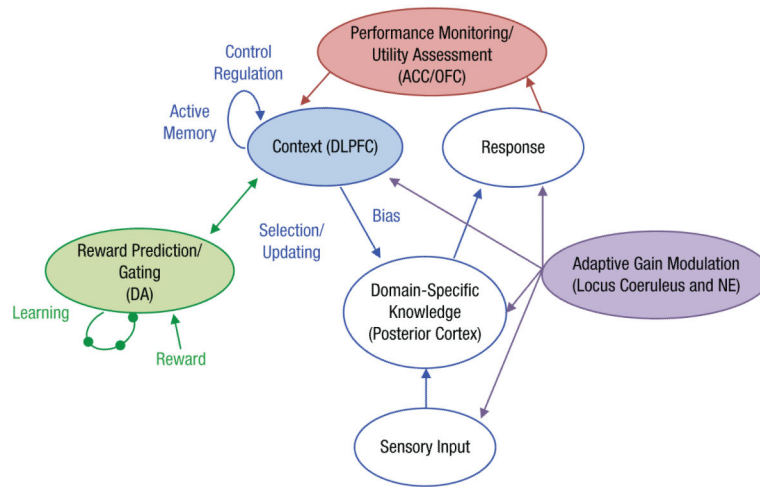 Performance Monitoring/
Utility Assessment
(ACC/OFC)
Control
Regulation
Active
Memory
Context (DLPFC)
Response
Selection/
Updating
Bias
Reward Prediction/
Gating
(DA)
Adaptive Gain Modulation
(Locus Coeruleus and NE)
Domain-Specific
Knowledge
(Posterior Cortex)
Learning
Reward
Sensory Input